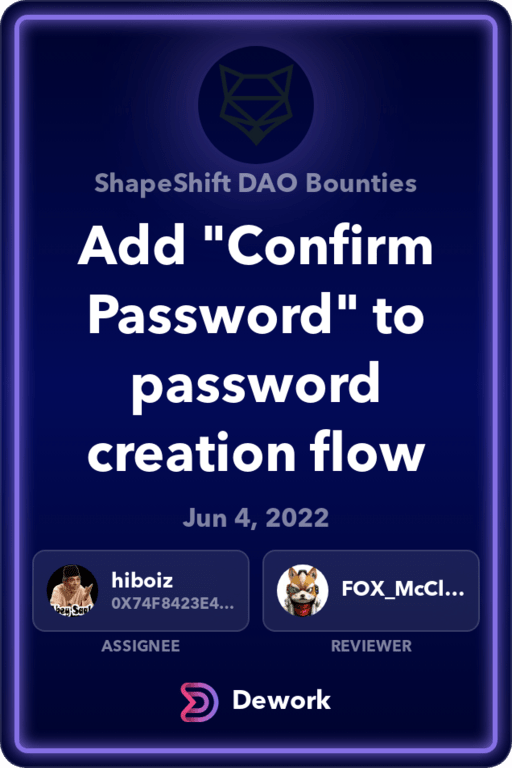 ShapeShift DAO Bounties
Add "Confirm
Password" to
password
creation flow
Jun 4, 2022
hiboiz
0X74F8423E4...
FOX_McCl...
ASSIGNEE
REVIEWER
Dework